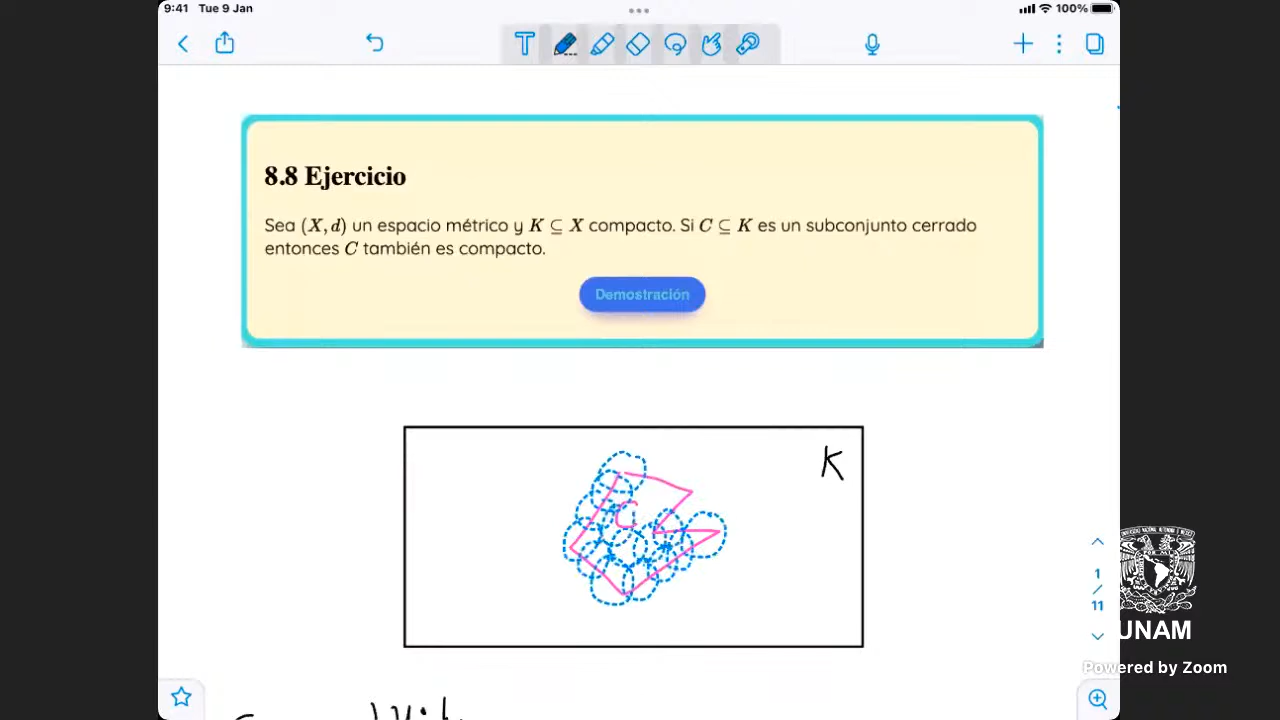 9:41 Tue 9 Jan
100%
8.8 Ejercicio
Sea (X, d) un espacio métrico y K ⊆ X compacto. Si C ⊆ K es un subconjunto cerrado
entonces C también es compacto.
Demostración
K
C
1
/
11
UNAM
Powered by Zoom